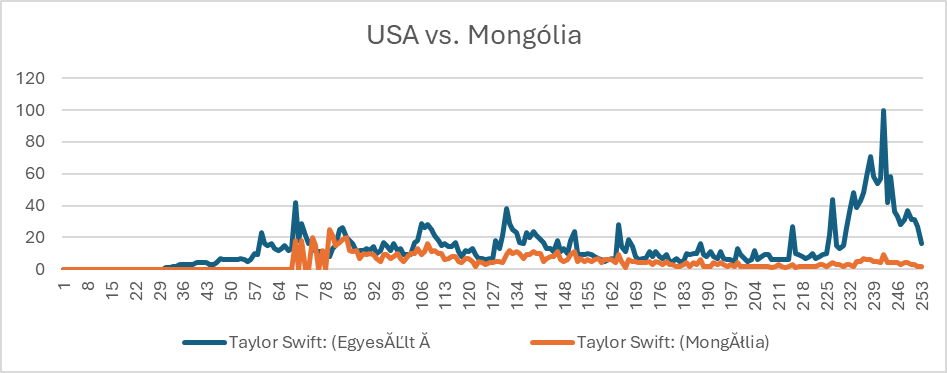 USA vs. Mongólia
120
100
80
60
40
20
0
1 8 15 22 29 36 43 50 57 64 71 78 85 92 99 106 113 120 127 134 141 148 155 162 169 176 183 190 197 204 211 218 225 232 239 246 253
Taylor Swift: (EgyesĂĽlt Ă Taylor Swift: (MongĂłlia)